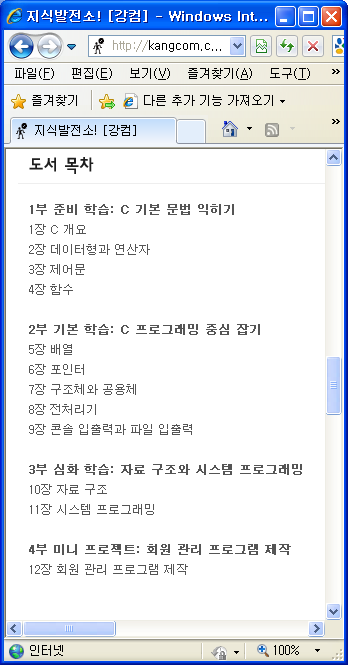 지식발전소! [강컴] - Windows Int...
http://kangcom.c...
파일(F) 편집(E) 보기(V) 즐겨찾기(A) 도구(T) »
즐겨찾기 다른 추가 기능 가져오기
지식발전소! [강컴] »
도서 목차
1부 준비 학습: C 기본 문법 익히기
1장 C 개요
2장 데이터형과 연산자
3장 제어문
4장 함수
2부 기본 학습: C 프로그래밍 중심 잡기
5장 배열
6장 포인터
7장 구조체와 공용체
8장 전처리기
9장 콘솔 입출력과 파일 입출력
3부 심화 학습: 자료 구조와 시스템 프로그래밍
10장 자료 구조
11장 시스템 프로그래밍
4부 미니 프로젝트: 회원 관리 프로그램 제작
12장 회원 관리 프로그램 제작
인터넷 100%